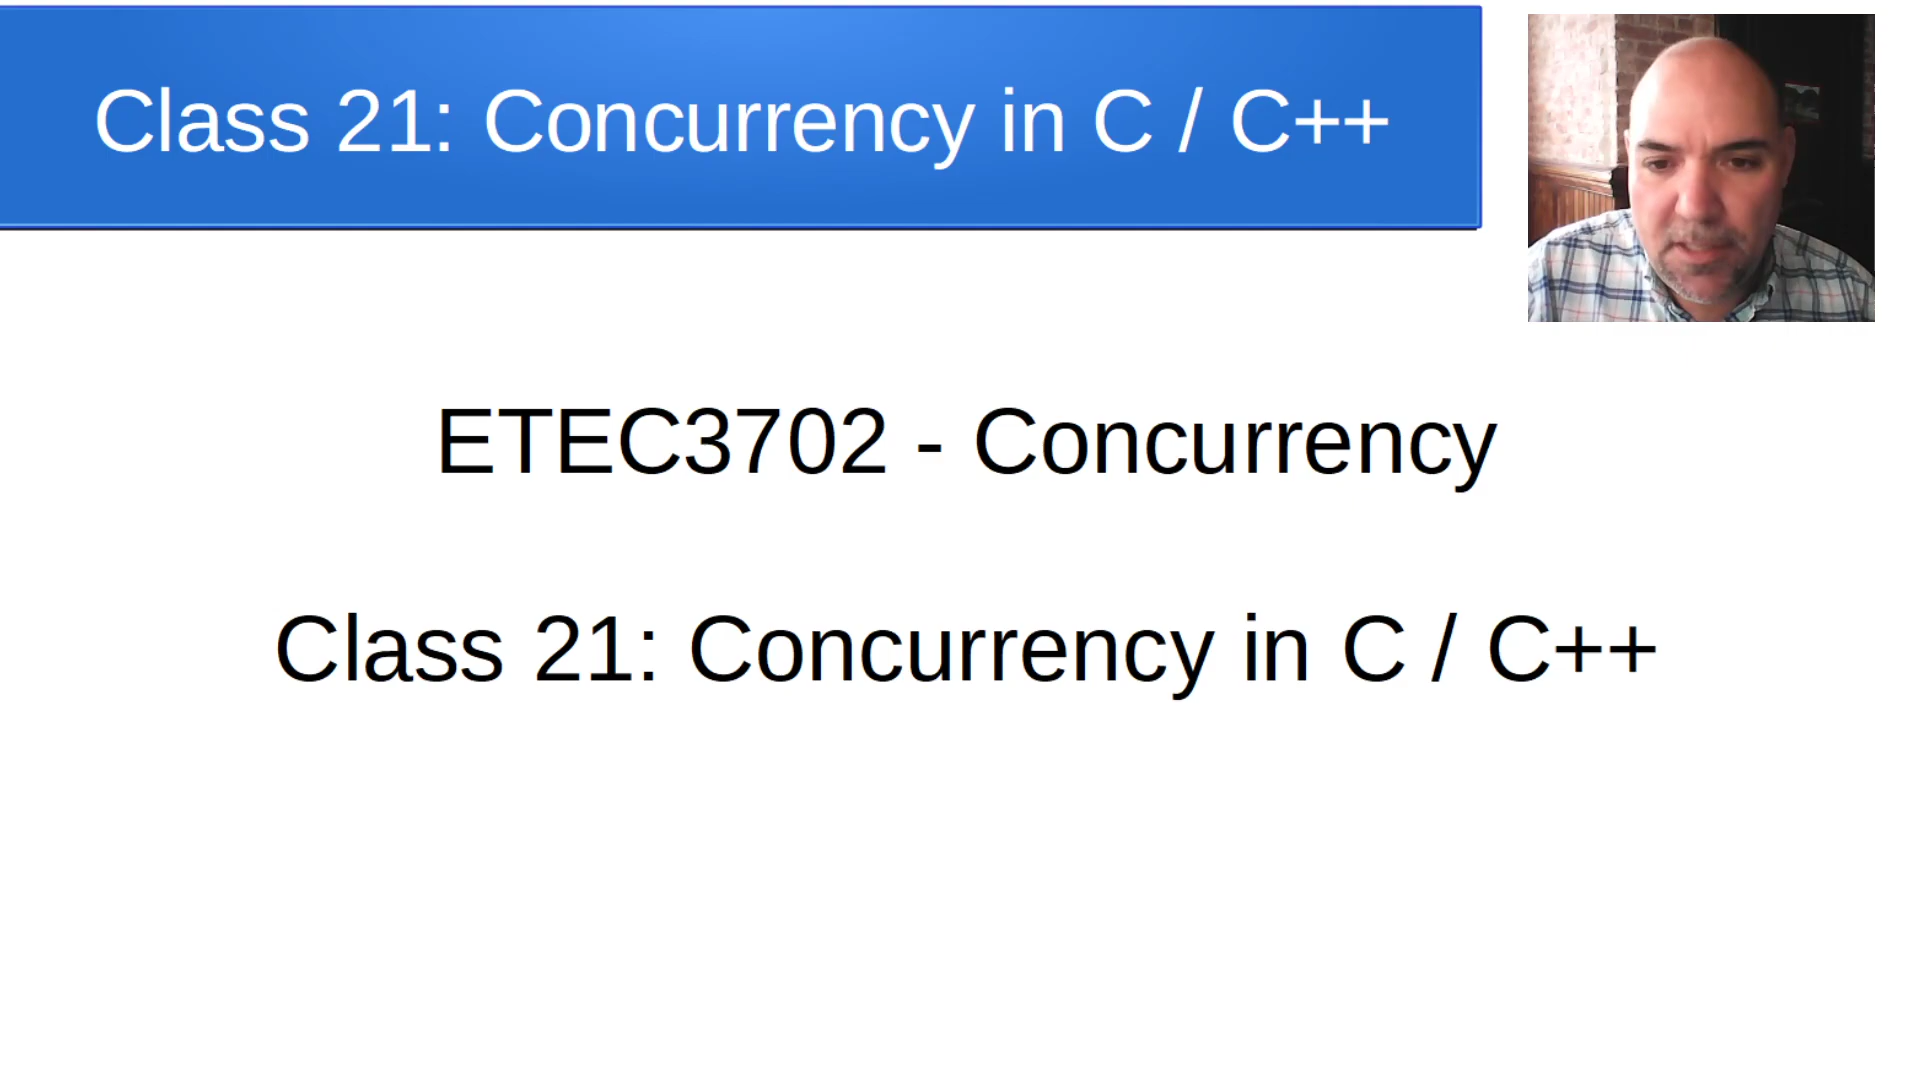 Class 21: Concurrency in C / C++
ETEC3702 - Concurrency
Class 21: Concurrency in C / C++